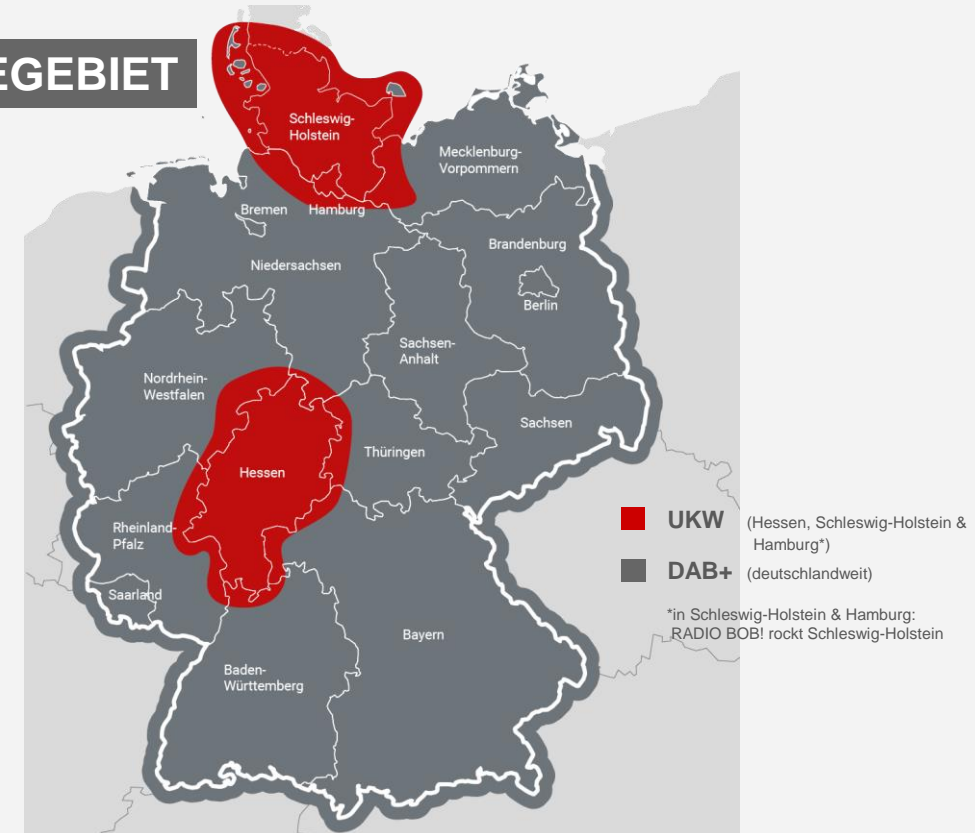 EGEBIET
Schleswig-
Holstein
Mecklenburg-
Vorpommern
Bremen
Hamburg
Brandenburg
Niedersachsen
Berlin
Sachsen-
Anhalt
Nordrhein-
Westfalen
Sachsen
Thüringen
Hessen
Rheinland-
Pfalz
Saarland
Bayern
Baden-
Württemberg
UKW (Hessen, Schleswig-Holstein &
Hamburg*)
DAB+ (deutschlandweit)
*in Schleswig-Holstein & Hamburg:
RADIO BOB! rockt Schleswig-Holstein